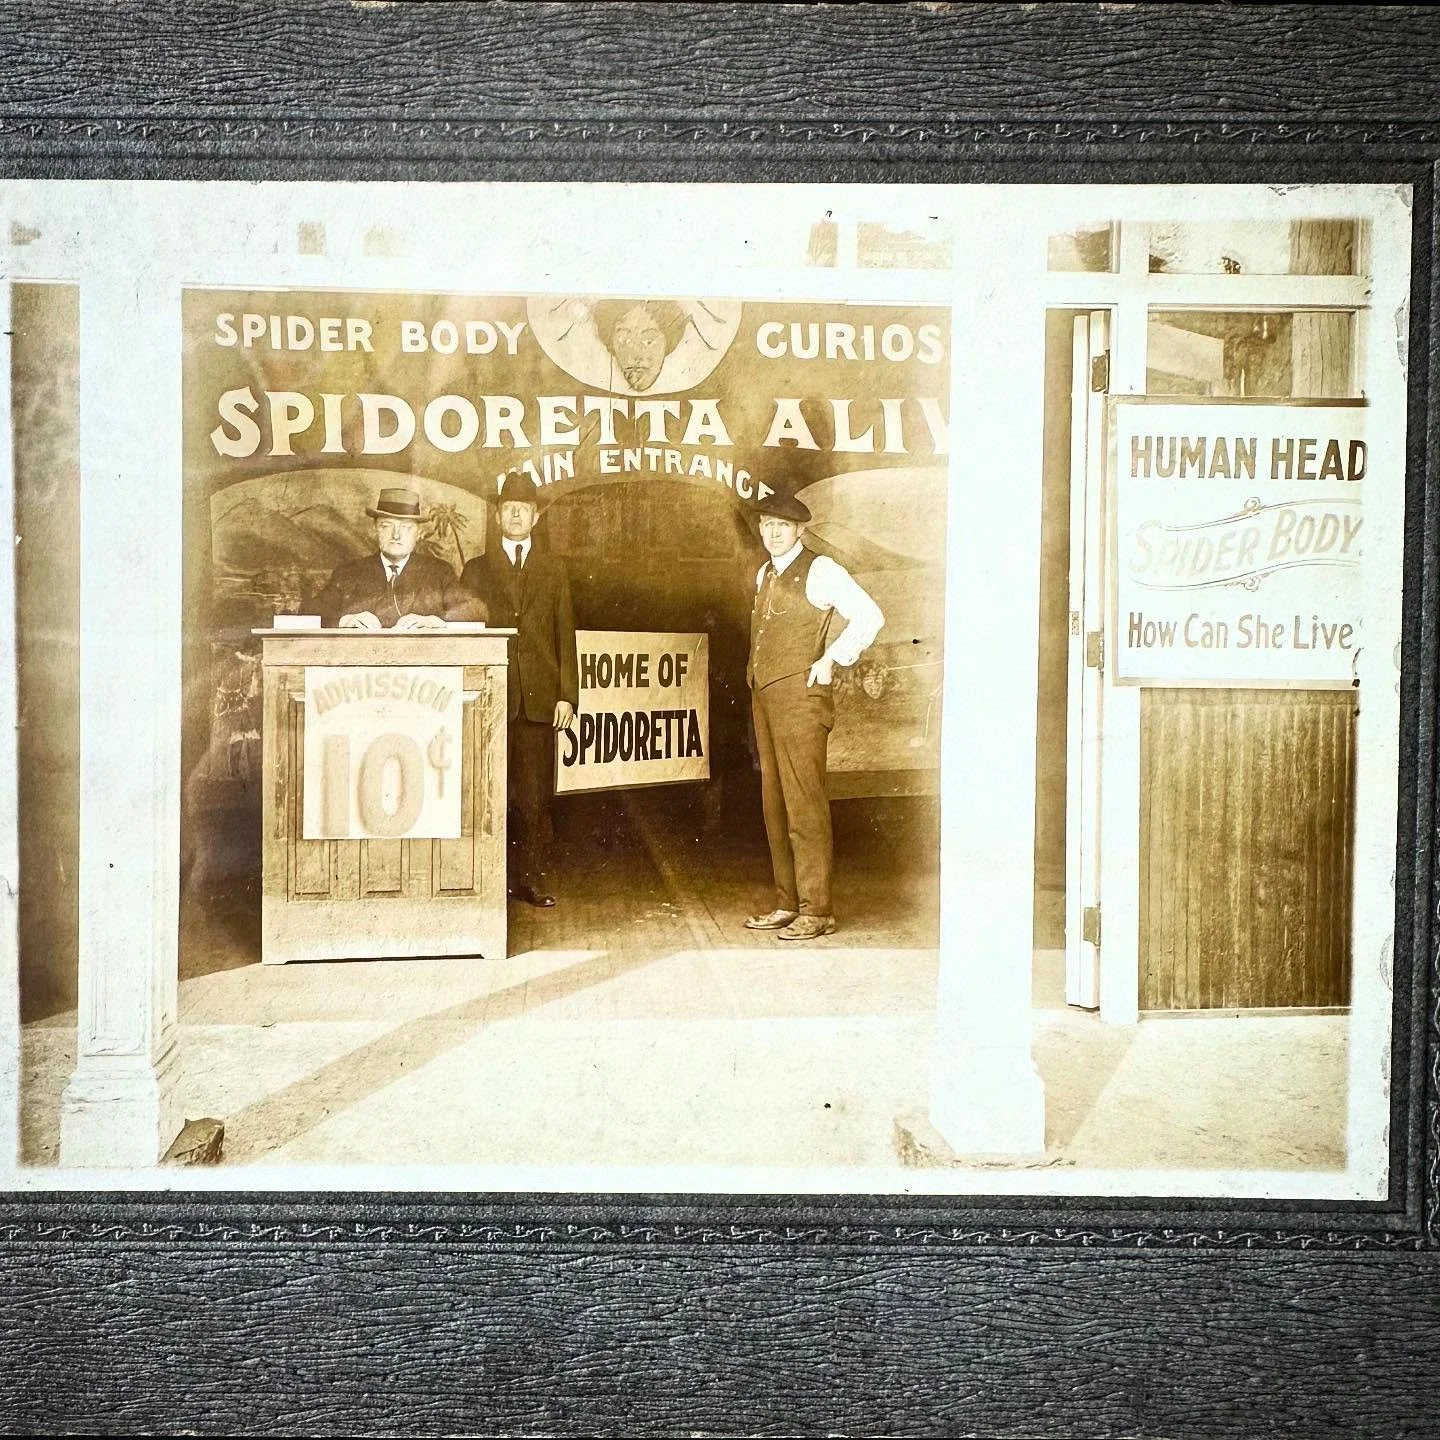 SPIDER BODY CURIOS
SPIDORETTA ALIV
MAIN ENTRANCE
ADMISSION
10¢
HOME OF
SPIDORETTA
HUMAN HEAD
SPIDER BODY
HOW CAN SHE LIVE